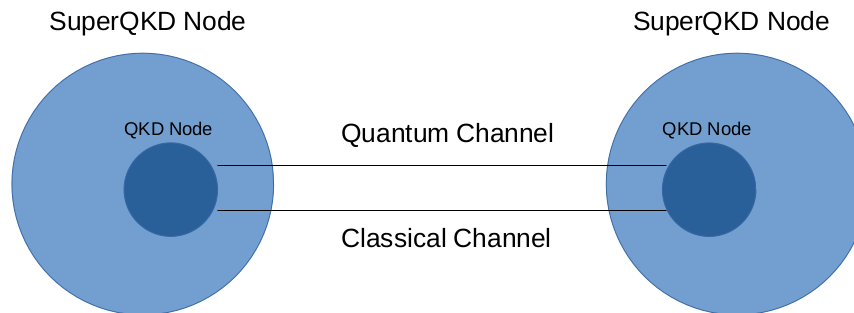 SuperQKD Node
SuperQKD Node
QKD Node
QKD Node
Quantum Channel
Classical Channel